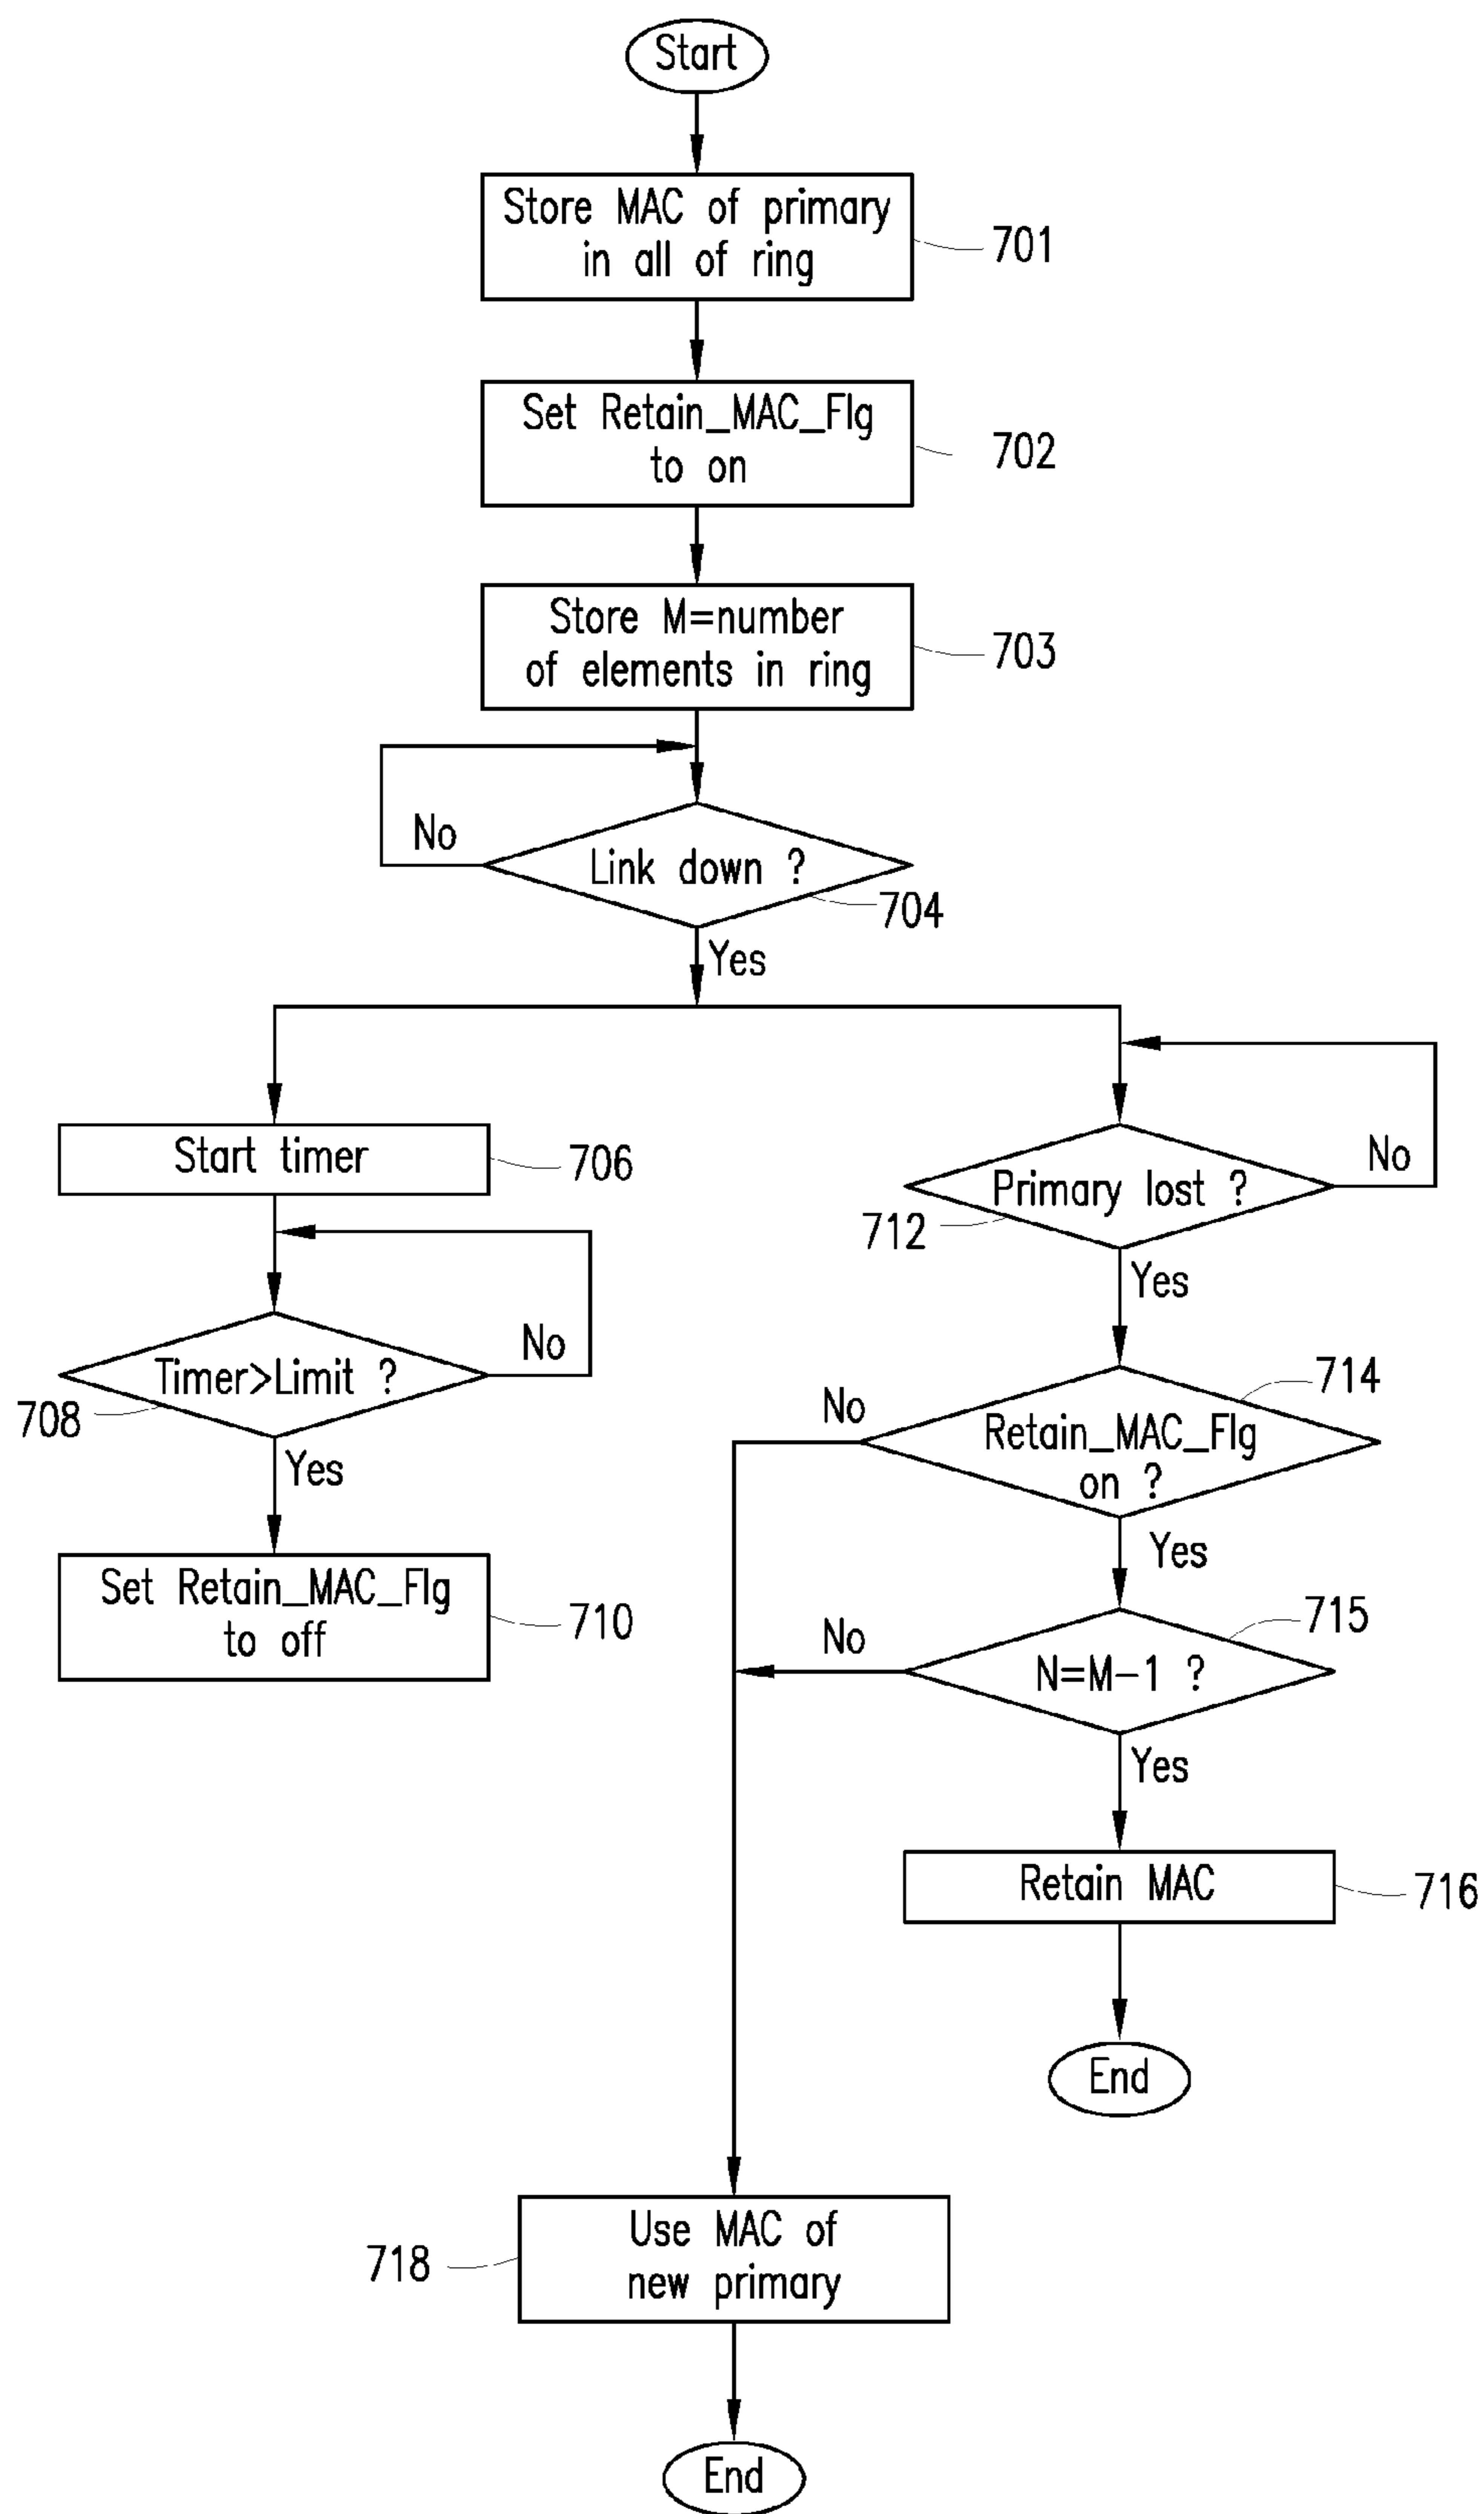 Start
Store MAC of primary
in all of ring
701
Set Retain_MAC_Flg
to on
702
Store M=number
of elements in ring
703
No
Link down ?
704
Yes
Start timer
706
No
Primary lost ?
712
Yes
No
Timer>Limit ?
708
Yes
714
No
Retain_MAC_Flg
on ?
Yes
Set Retain_MAC_Flg
to off
710
715
No
N=M-1 ?
Yes
Retain MAC
716
End
Use MAC of
new primary
718
End